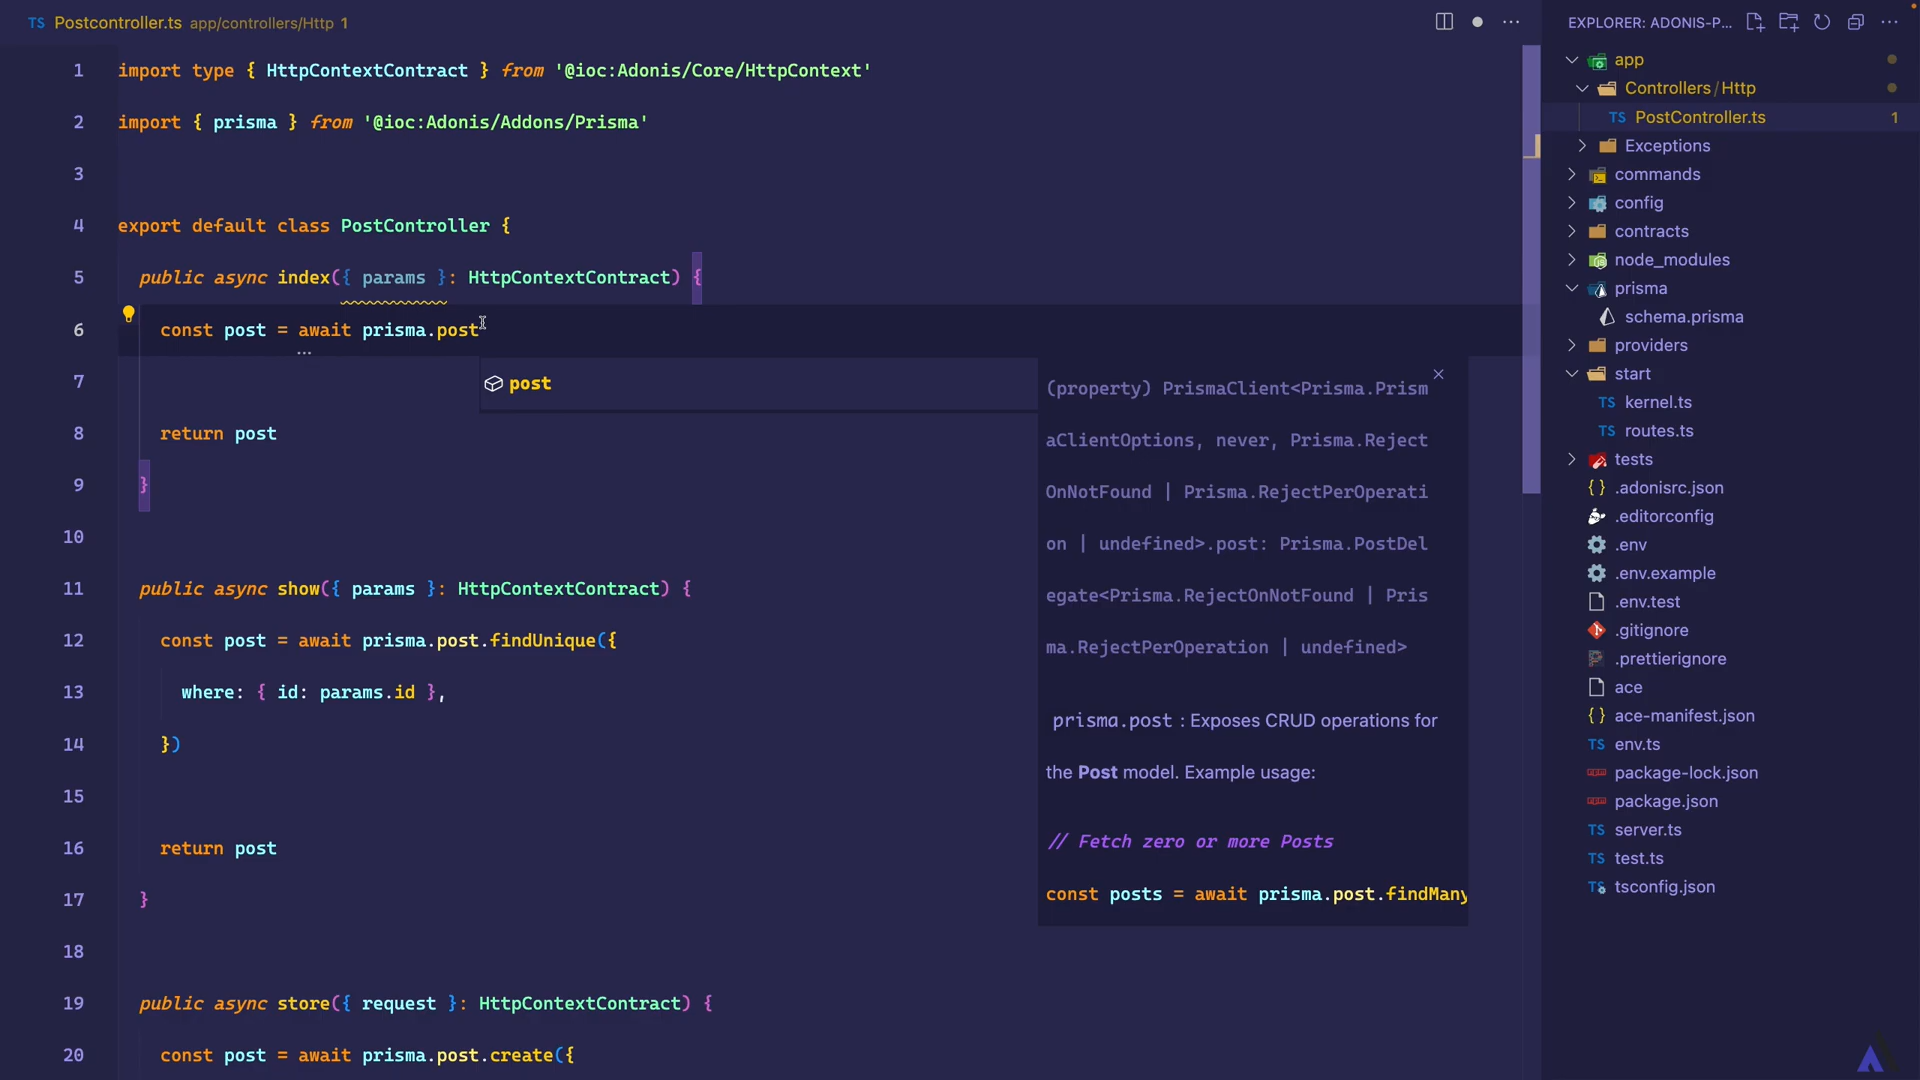 TS Postcontroller.ts app/controllers/Http 1
1 import type { HttpContextContract } from '@ioc:Adonis/Core/HttpContext'
2 import { prisma } from '@ioc:Adonis/Addons/Prisma'
3
4 export default class PostController {
5 public async index({ params }: HttpContextContract) {
6 const post = await prisma.post
7
8 return post
9 }
10
11 public async show({ params }: HttpContextContract) {
12 const post = await prisma.post.findUnique({
13 where: { id: params.id },
14 })
15
16 return post
17 }
18
19 public async store({ request }: HttpContextContract) {
20 const post = await prisma.post.create({
post
(property) PrismaClient<Prisma.Prism
aClientOptions, never, Prisma.Reject
OnNotFound | Prisma.RejectPerOperati
on | undefined>.post: Prisma.PostDel
egate<Prisma.RejectOnNotFound | Pris
ma.RejectPerOperation | undefined>
prisma.post : Exposes CRUD operations for
the Post model. Example usage:
// Fetch zero or more Posts
const posts = await prisma.post.findMany
EXPLORER: ADONIS-P...
app
Controllers / Http
TS PostController.ts 1
Exceptions
commands
config
contracts
node_modules
prisma
schema.prisma
providers
start
TS kernel.ts
TS routes.ts
tests
{ } .adonisrc.json
.editorconfig
.env
.env.example
.env.test
.gitignore
.prettierignore
ace
{ } ace-manifest.json
TS env.ts
package-lock.json
package.json
TS server.ts
TS test.ts
TS tsconfig.json